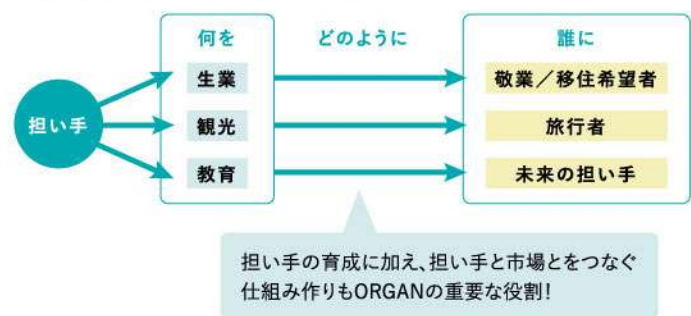 何を
どのように
誰に
担い手
生業
敬業／移住希望者
観光
旅行者
教育
未来の担い手
担い手の育成に加え、担い手と市場とをつなぐ
仕組み作りもORGANの重要な役割！